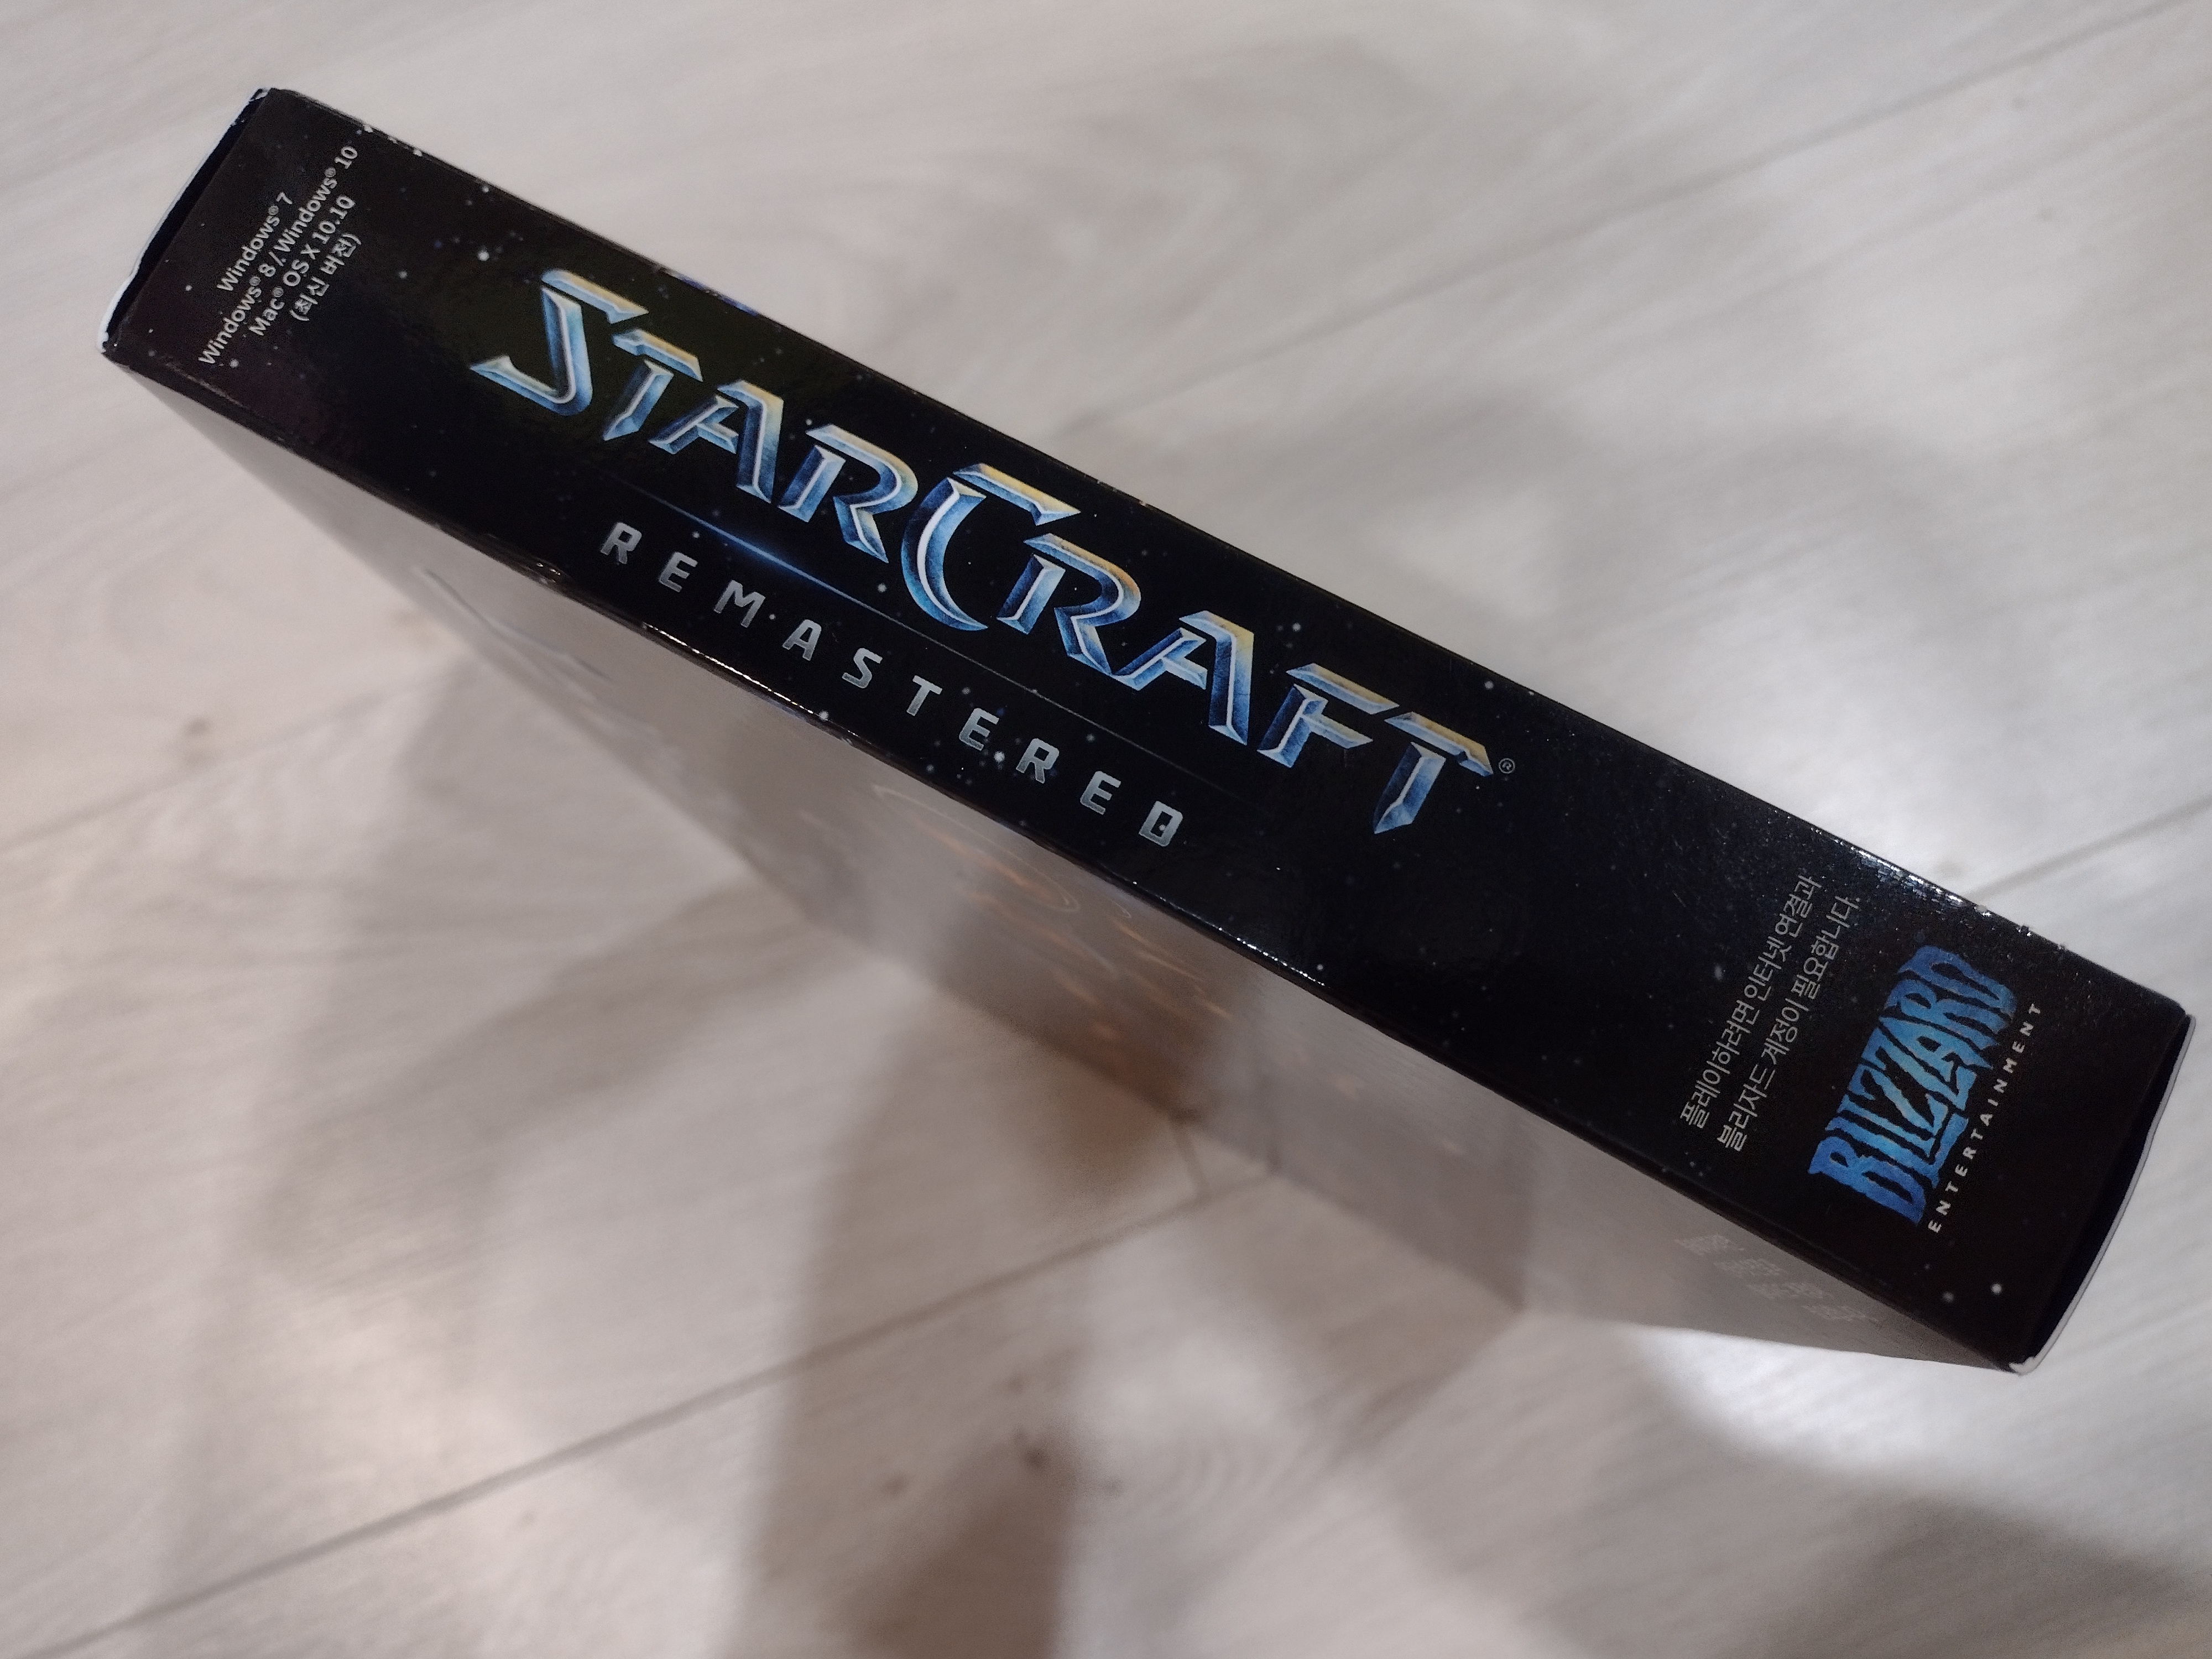 Windows® 7
Windows® 8 / Windows® 10
Mac® OS X 10.10
(최신 버전)
STARCRAFT®
REMASTERED
플레이하려면 인터넷 연결과
블리자드 계정이 필요합니다.
BLIZZARD
ENTERTAINMENT